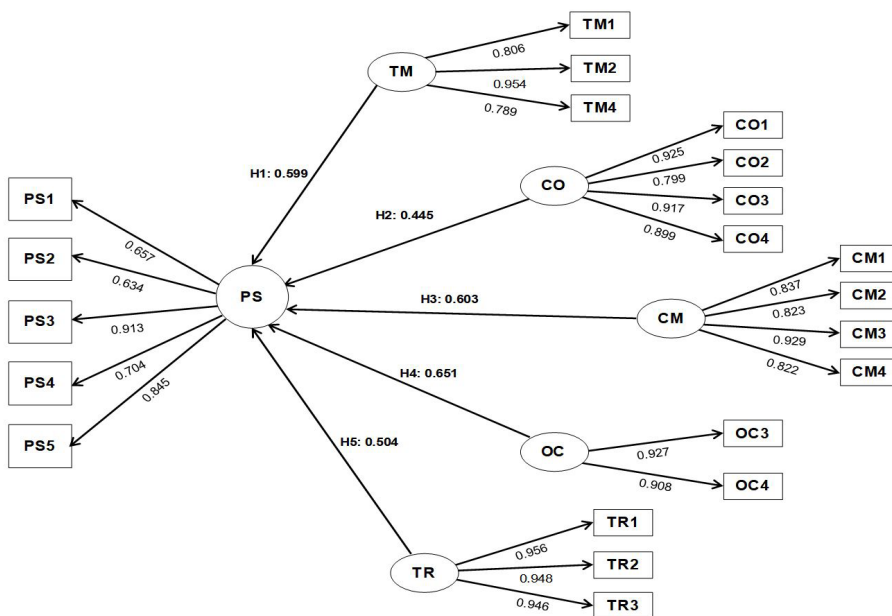 TM1
0.806
TM
TM2
0.954
TM4
0.789
CO1
0.925
CO2
CO
0.799
CO3
0.917
CO4
0.899
H1: 0.599
H2: 0.445
PS1
0.657
PS2
0.634
PS
PS3
0.913
PS4
0.704
PS5
0.845
CM1
0.837
CM2
H3: 0.603
CM
0.823
CM3
0.929
CM4
0.822
H4: 0.651
OC3
OC
0.927
OC4
0.908
H5: 0.504
TR1
0.956
TR
TR2
0.948
TR3
0.946